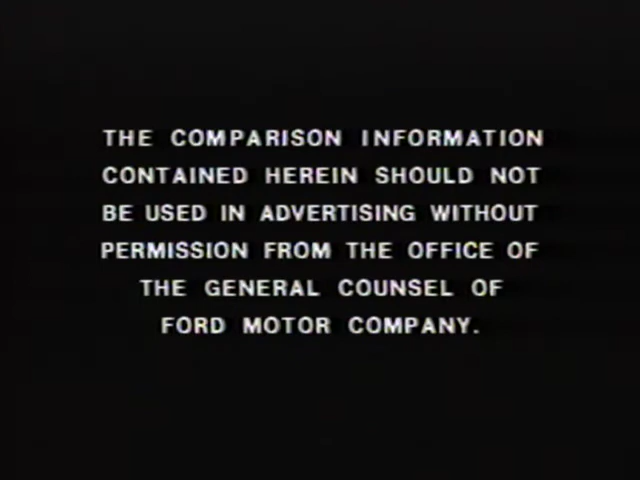 THE COMPARISON INFORMATION
CONTAINED HEREIN SHOULD NOT
BE USED IN ADVERTISING WITHOUT
PERMISSION FROM THE OFFICE OF
THE GENERAL COUNSEL OF
FORD MOTOR COMPANY.